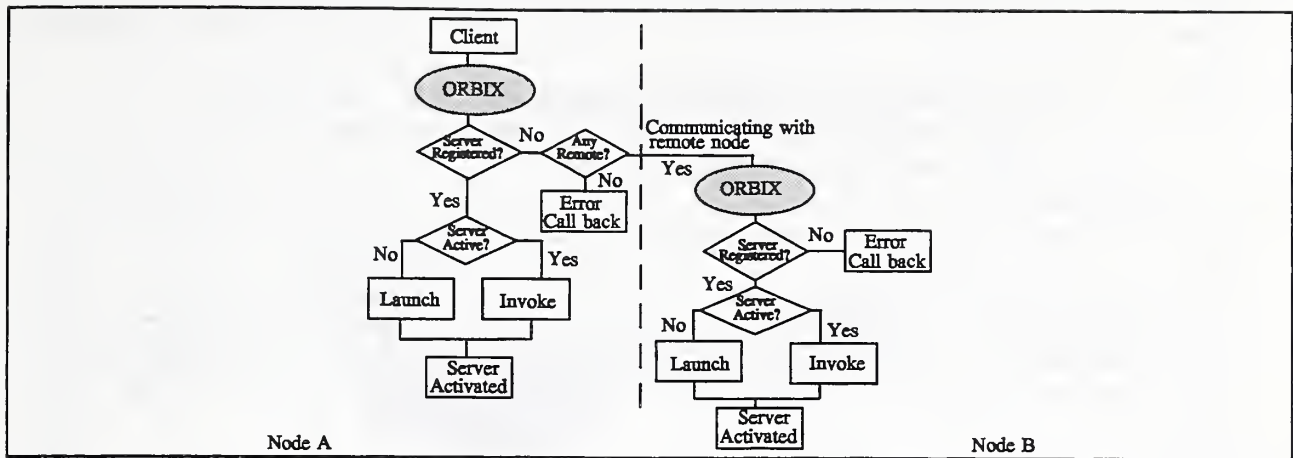 Client
ORBIX
Server
Registered?
No
Any
Remote?
Communicating with
remote node
Yes
No
Error
Call back
Yes
Server
Active?
No
Yes
Launch
Invoke
Server
Activated
Node A
ORBIX
Server
Registered?
No
Error
Call back
Yes
Server
Active?
No
Yes
Launch
Invoke
Server
Activated
Node B